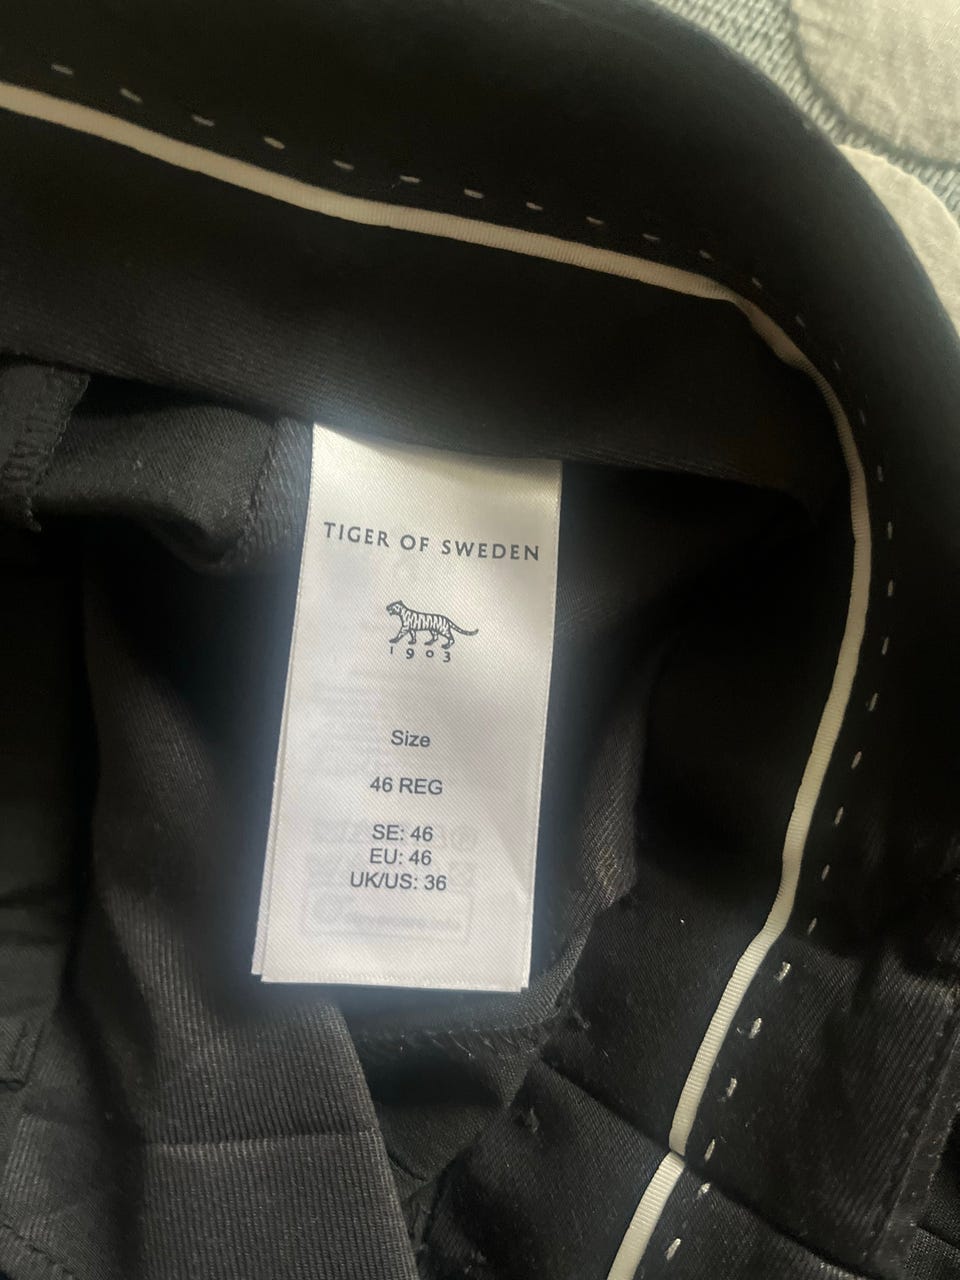 TIGER OF SWEDEN
1903
Size
46 REG
SE: 46
EU: 46
UK/US: 36